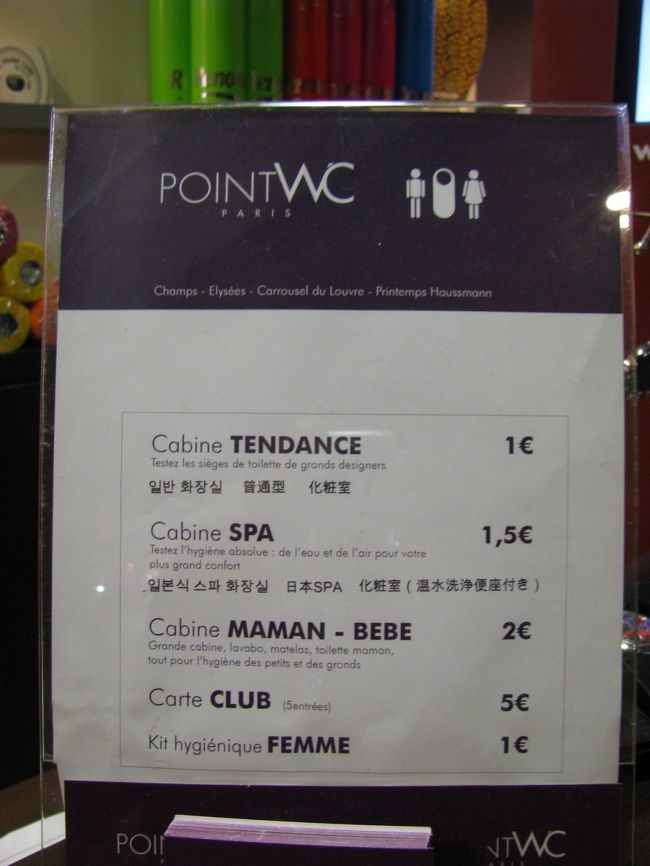 POINTWC
PARIS
Champs - Elysées - Carrousel du Louvre - Printemps Haussmann
Cabine TENDANCE 1€
Testez les sièges de toilette de grands designers
일반 화장실 普通型 化粧室
Cabine SPA 1,5€
Testez l'hygiène absolue : de l'eau et de l'air pour votre
plus grand confort
일본식 스파 화장실 日本SPA 化粧室 ( 温水洗浄便座付き )
Cabine MAMAN - BEBE 2€
Grande cabine, lavabo, matelas, toilette maman,
tout pour l'hygiène des petits et des grands
Carte CLUB (5entrées) 5€
Kit hygiénique FEMME 1€
POI NTWC